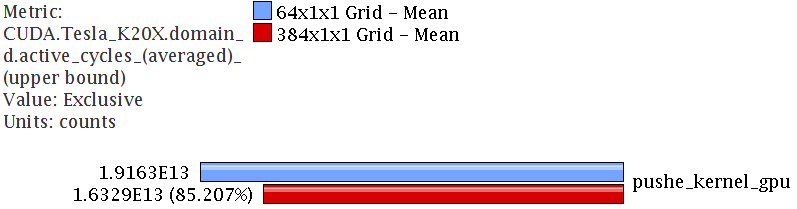 Metric:
CUDA.Tesla_K20X.domain_
d.active_cycles_(averaged)_
(upper bound)
Value: Exclusive
Units: counts
64x1x1 Grid – Mean
384x1x1 Grid – Mean
1.9163E13
1.6329E13 (85.207%)
pushe_kernel_gpu